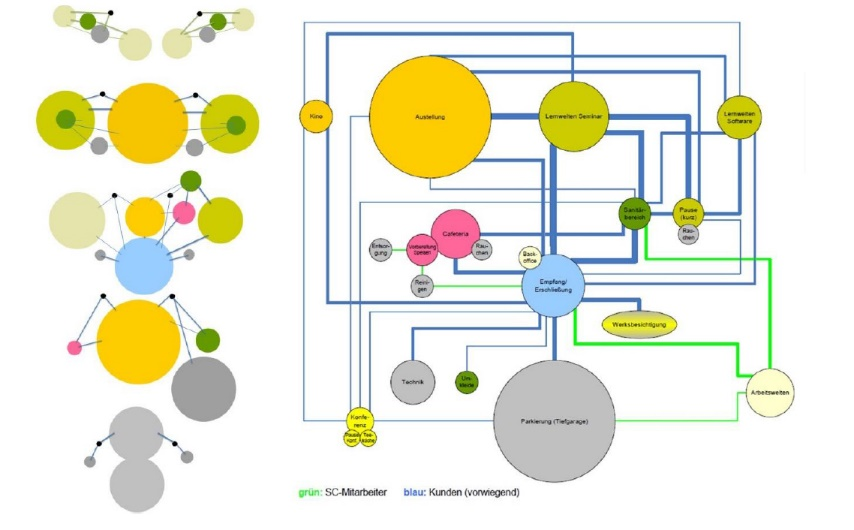 Kino
Austellung
Lernwelten Seminar
Lernwelten
Software
Sanitär-
bereich
Pause
(kurz)
Rau-
chen
Cafeteria
Entsor-
gung
Vorbereitung
Speisen
Rau-
chen
Back-
office
Reini-
gen
Empfang/
Erschließung
Werksbesichtigung
Technik
Um-
kleide
Arbeitswelten
Konfe-
renz
Parkierung (Tiefgarage)
grün: SC-Mitarbeiter blau: Kunden (vorwiegend)